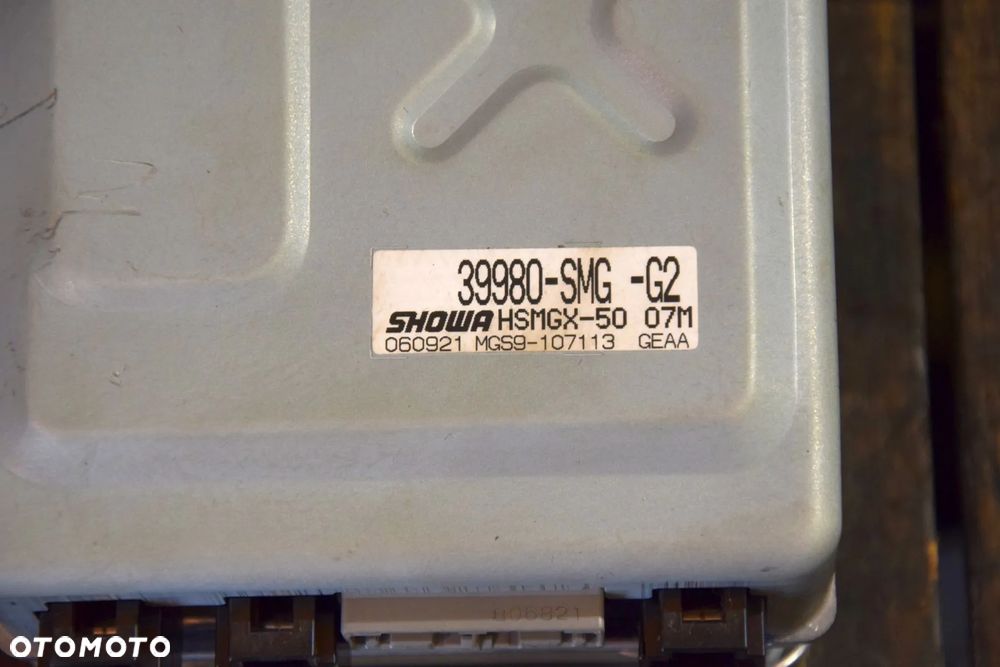 39980-SMG -G2
SHOWA HSMGX-50 07M
060921 MGS9-107113 GEAA
OTOMOTO